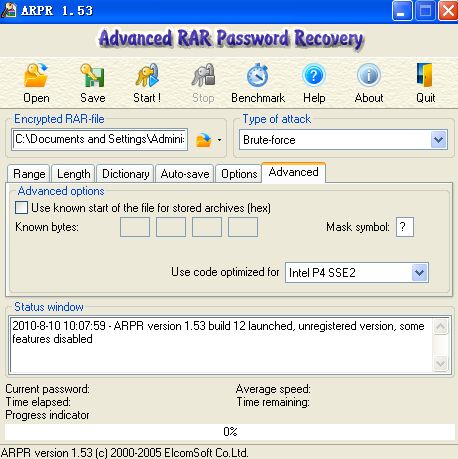 ARPR 1.53
Advanced RAR Password Recovery
Open Save Start! Stop Benchmark Help About Quit
Encrypted RAR-file Type of attack
C:\Documents and Settings\Admini: Brute-force
Range Length Dictionary Auto-save Options Advanced
Advanced options
Use known start of the file for stored archives (hex)
Known bytes: Mask symbol: ?
Use code optimized for Intel P4 SSE2
Status window
2010-8-10 10:07:59 - ARPR version 1.53 build 12 launched, unregistered version, some
features disabled
Current password: Average speed:
Time elapsed: Time remaining:
Progress indicator
0%
ARPR version 1.53 (c) 2000-2005 ElcomSoft Co.Ltd.